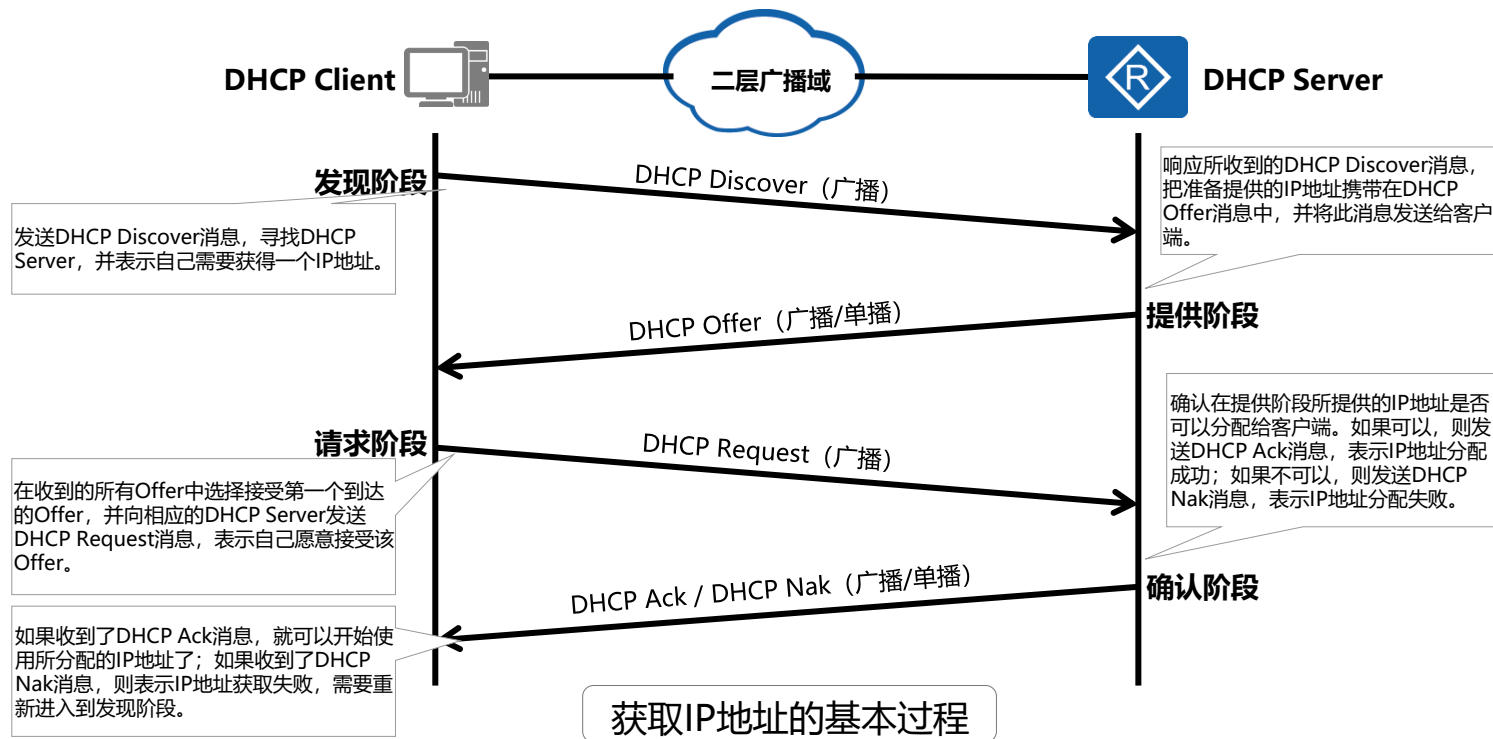 DHCP Client
二层广播域
R
DHCP Server
发现阶段
DHCP Discover（广播）
响应所收到的DHCP Discover消息，
把准备提供的IP地址携带在DHCP
Offer消息中，并将此消息发送给客户
端。
发送DHCP Discover消息，寻找DHCP
Server，并表示自己需要获得一个IP地址。
DHCP Offer（广播/单播）
提供阶段
请求阶段
DHCP Request（广播）
确认在提供阶段所提供的IP地址是否
可以分配给客户端。如果可以，则发
送DHCP Ack消息，表示IP地址分配
成功；如果不可以，则发送DHCP
Nak消息，表示IP地址分配失败。
在收到的所有Offer中选择接受第一个到达
的Offer，并向相应的DHCP Server发送
DHCP Request消息，表示自己愿意接受该
Offer。
DHCP Ack / DHCP Nak（广播/单播）
确认阶段
如果收到了DHCP Ack消息，就可以开始使
用所分配的IP地址了；如果收到了DHCP
Nak消息，则表示IP地址获取失败，需要重
新进入到发现阶段。
获取IP地址的基本过程